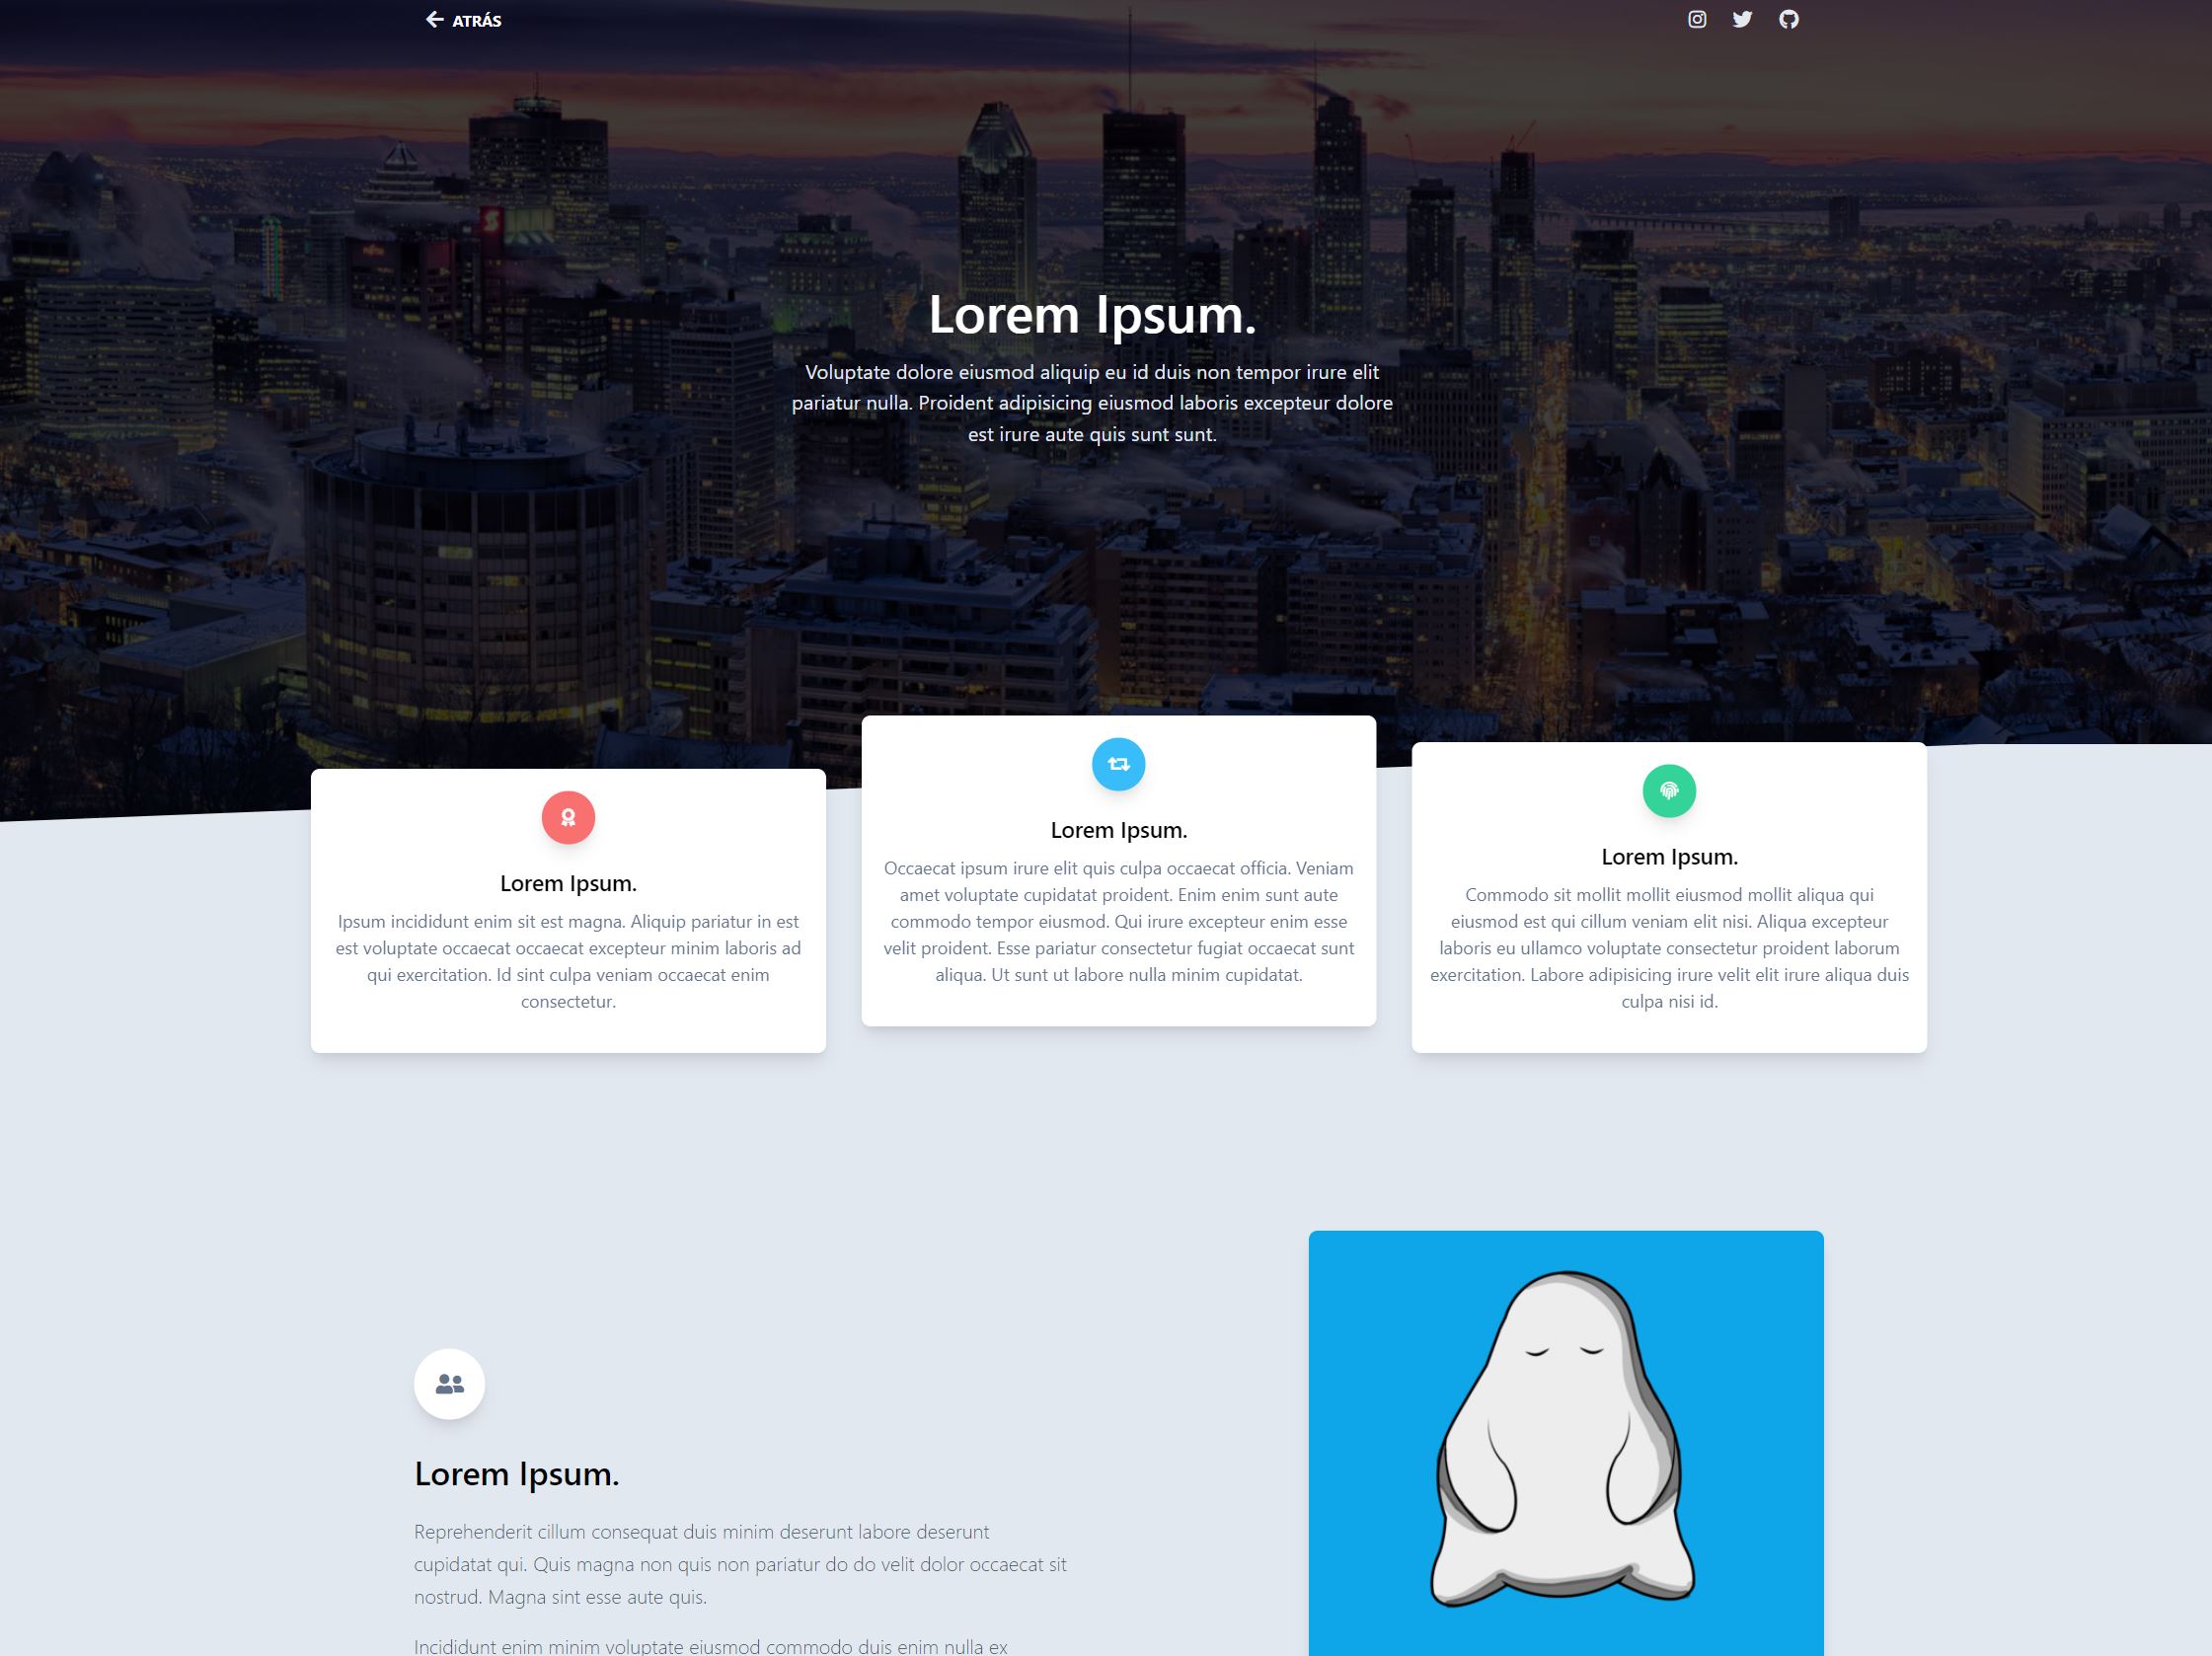 ATRÁS
Lorem Ipsum.
Voluptate dolore eiusmod aliquip eu id duis non tempor irure elit
pariatur nulla. Proident adipisicing eiusmod laboris excepteur dolore
est irure aute quis sunt sunt.
Lorem Ipsum.
Ipsum incididunt enim sit est magna. Aliquip pariatur in est
est voluptate occaecat occaecat excepteur minim laboris ad
qui exercitation. Id sint culpa veniam occaecat enim
consectetur.
Lorem Ipsum.
Occaecat ipsum irure elit quis culpa occaecat officia. Veniam
amet voluptate cupidatat proident. Enim enim sunt aute
commodo tempor eiusmod. Qui irure excepteur enim esse
velit proident. Esse pariatur consectetur fugiat occaecat sunt
aliqua. Ut sunt ut labore nulla minim cupidatat.
Lorem Ipsum.
Commodo sit mollit mollit eiusmod mollit aliqua qui
eiusmod est qui cillum veniam elit nisi. Aliqua excepteur
laboris eu ullamco voluptate consectetur proident laborum
exercitation. Labore adipisicing irure velit elit irure aliqua duis
culpa nisi id.
Lorem Ipsum.
Reprehenderit cillum consequat duis minim deserunt labore deserunt
cupidatat qui. Quis magna non quis non pariatur do do velit dolor occaecat sit
nostrud. Magna sint esse aute quis.
Incididunt enim minim voluptate eiusmod commodo duis enim nulla ex